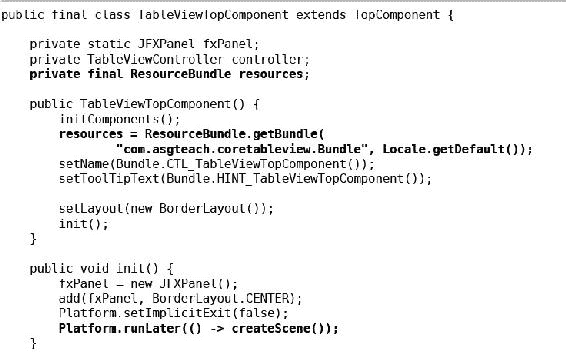 public final class TableViewTopComponent extends TopComponent {
private static JFXPanel fxPanel;
private TableViewController controller;
private final ResourceBundle resources;
public TableViewTopComponent() {
initComponents();
resources = ResourceBundle.getBundle(
"com.asgteach.coretableview.Bundle", Locale.getDefault());
setName(Bundle.CTL_TableViewTopComponent());
setToolTipText(Bundle.HINT_TableViewTopComponent());
setLayout(new BorderLayout());
init();
}
public void init() {
fxPanel = new JFXPanel();
add(fxPanel, BorderLayout.CENTER);
Platform.setImplicitExit(false);
Platform.runLater(() -> createScene());
}